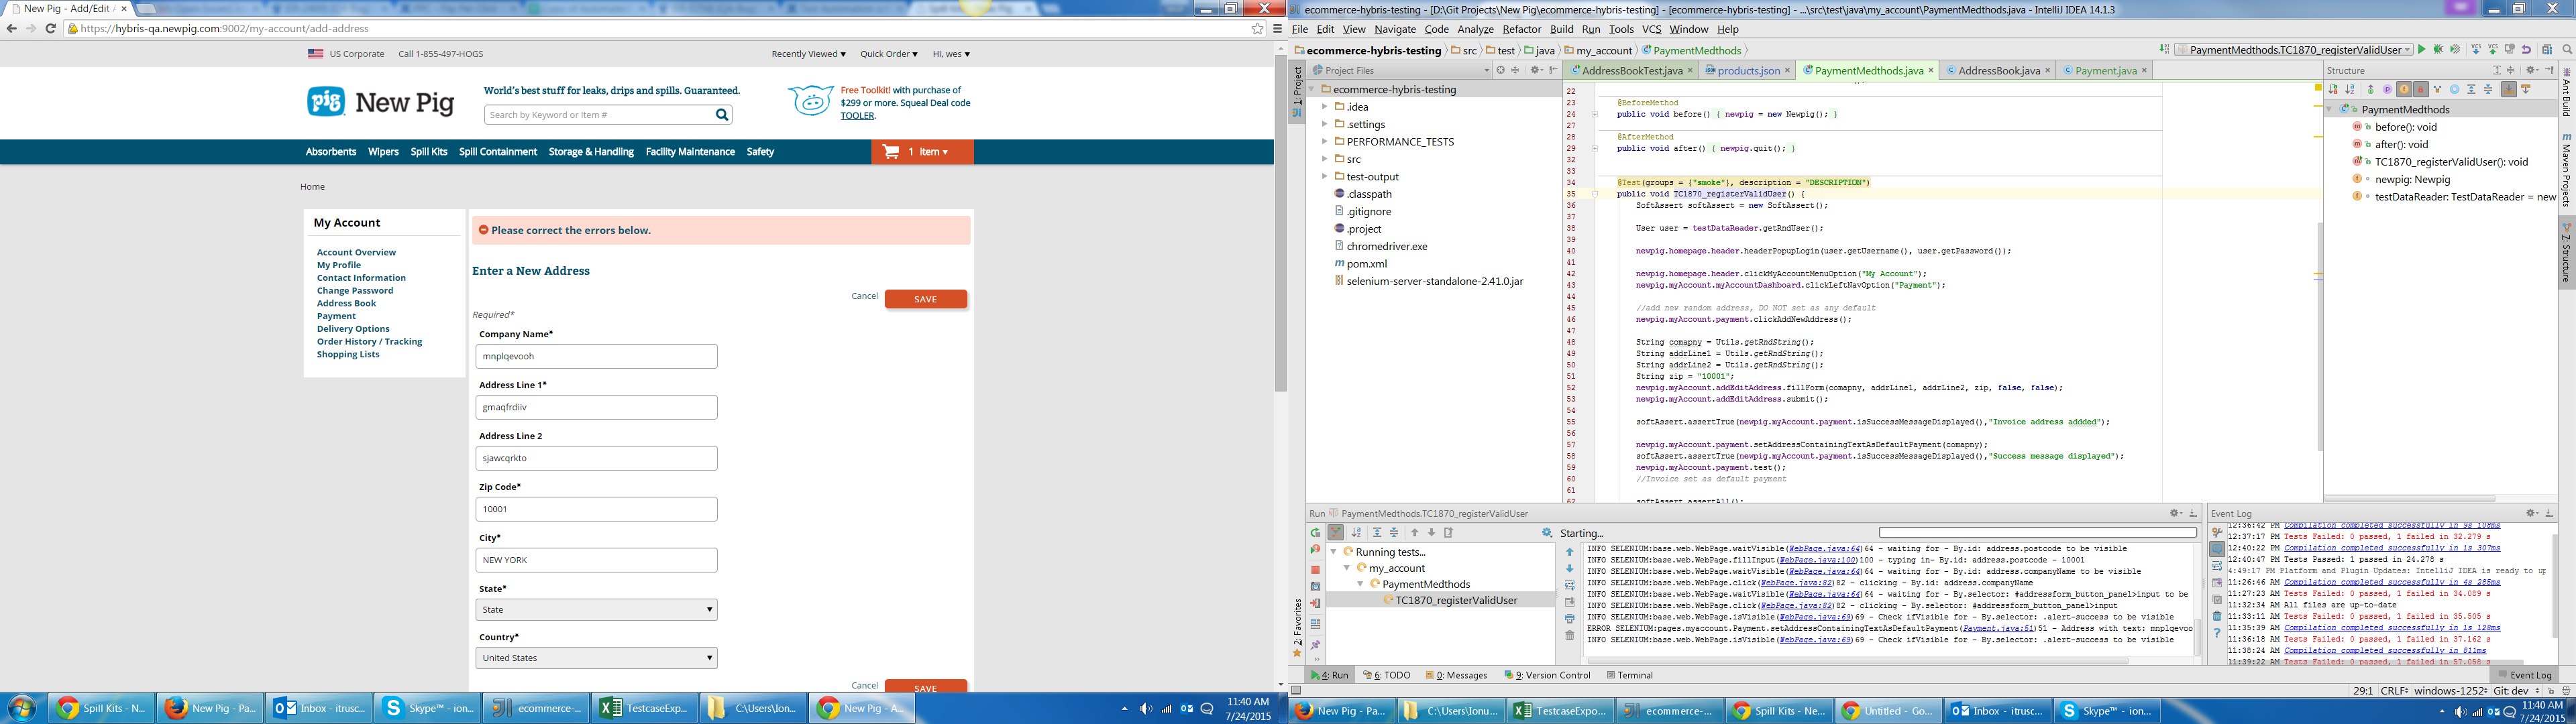 New Pig - Add/Edit A
https://hybris-qa.newpig.com:9002/my-account/add-address
US Corporate Call 1-855-497-HOGS Recently Viewed Quick Order Hi, wes
pig New Pig
World's best stuff for leaks, drips and spills. Guaranteed.
Search by Keyword or Item #
Free Toolkit! with purchase of
$299 or more. Squeal Deal code
TOOLER.
Absorbents Wipers Spill Kits Spill Containment Storage & Handling Facility Maintenance Safety 1 Item
Home
My Account
Account Overview
My Profile
Contact Information
Change Password
Address Book
Payment
Delivery Options
Order History / Tracking
Shopping Lists
Please correct the errors below.
Enter a New Address
Cancel SAVE
Required*
Company Name*
mnplqevooh
Address Line 1*
gmaqfrdiiv
Address Line 2
sjawcqrkto
Zip Code*
10001
City*
NEW YORK
State*
State
Country*
United States
Cancel SAVE
Spill Kits - N... New Pig - Pa... Inbox - itrusc... Skype™ - ion... ecommerce-... TestcaseExp... C:\Users\Ion... New Pig - A...
11:40 AM
7/24/2015
ecommerce-hybris-testing - [D:\Git Projects\New Pig\ecommerce-hybris-testing] - [ecommerce-hybris-testing] - ...\src\test\java\my_account\PaymentMedthods.java - IntelliJ IDEA 14.1.3
File Edit View Navigate Code Analyze Refactor Build Run Tools VCS Window Help
ecommerce-hybris-testing src test java my_account PaymentMedthods
PaymentMedthods.TC1870_registerValidUser
Project Files
AddressBookTest.java products.json PaymentMedthods.java AddressBook.java Payment.java
1: Project
ecommerce-hybris-testing
.idea
.settings
PERFORMANCE_TESTS
src
test-output
.classpath
.gitignore
.project
chromedriver.exe
pom.xml
selenium-server-standalone-2.41.0.jar
22
23 @BeforeMethod
24 public void before() { newpig = new Newpig(); }
27
28 @AfterMethod
29 public void after() { newpig.quit(); }
32
33
34 @Test(groups = {"smoke"}, description = "DESCRIPTION")
35 public void TC1870_registerValidUser() {
36 SoftAssert softAssert = new SoftAssert();
37
38 User user = testDataReader.getRndUser();
39
40 newpig.homepage.header.headerPopupLogin(user.getUsername(), user.getPassword());
41
42 newpig.homepage.header.clickMyAccountMenuOption("My Account");
43 newpig.myAccount.myAccountDashboard.clickLeftNavOption("Payment");
44
45 //add new random address, DO NOT set as any default
46 newpig.myAccount.payment.clickAddNewAddress();
47
48 String comapny = Utils.getRndString();
49 String addrLine1 = Utils.getRndString();
50 String addrLine2 = Utils.getRndString();
51 String zip = "10001";
52 newpig.myAccount.addEditAddress.fillForm(comapny, addrLine1, addrLine2, zip, false, false);
53 newpig.myAccount.addEditAddress.submit();
54
55 softAssert.assertTrue(newpig.myAccount.payment.isSuccessMessageDisplayed(),"Invoice address addded");
56
57 newpig.myAccount.payment.setAddressContainingTextAsDefaultPayment(comapny);
58 softAssert.assertTrue(newpig.myAccount.payment.isSuccessMessageDisplayed(),"Success message displayed");
59 newpig.myAccount.payment.test();
60 //Invoice set as default payment
61
62 softAssert.assertAll();
Structure
PaymentMedthods
before(): void
after(): void
TC1870_registerValidUser(): void
newpig: Newpig
testDataReader: TestDataReader = new
Ant Build
Maven Projects
Z: Structure
2: Favorites
Run PaymentMedthods.TC1870_registerValidUser
Starting...
Running tests...
my_account
PaymentMedthods
TC1870_registerValidUser
INFO SELENIUM:base.web.WebPage.waitVisible(WebPage.java:64)64 - waiting for - By.id: address.postcode to be visible
INFO SELENIUM:base.web.WebPage.fillInput(WebPage.java:100)100 - typing in- By.id: address.postcode - 10001
INFO SELENIUM:base.web.WebPage.waitVisible(WebPage.java:64)64 - waiting for - By.id: address.companyName to be visible
INFO SELENIUM:base.web.WebPage.click(WebPage.java:82)82 - clicking - By.id: address.companyName
INFO SELENIUM:base.web.WebPage.waitVisible(WebPage.java:64)64 - waiting for - By.selector: #addressform_button_panel>input to be
INFO SELENIUM:base.web.WebPage.click(WebPage.java:82)82 - clicking - By.selector: #addressform_button_panel>input
INFO SELENIUM:base.web.WebPage.isVisible(WebPage.java:69)69 - Check ifVisible for - By.selector: .alert-success to be visible
ERROR SELENIUM:pages.myaccount.Payment.setAddressContainingTextAsDefaultPayment(Payment.java:51)51 - Address with text: mnplqevoo
INFO SELENIUM:base.web.WebPage.isVisible(WebPage.java:69)69 - Check ifVisible for - By.selector: .alert-success to be visible
Event Log
12:36:42 PM Compilation completed successfully in 9s 108ms
12:37:17 PM Tests Failed: 0 passed, 1 failed in 32.279 s
12:40:22 PM Compilation completed successfully in 1s 307ms
12:40:47 PM Tests Passed: 1 passed in 24.278 s
4:49:17 PM Platform and Plugin Updates: IntelliJ IDEA is ready to up
11:26:46 AM Compilation completed successfully in 4s 285ms
11:27:23 AM Tests Failed: 0 passed, 1 failed in 34.089 s
11:32:34 AM All files are up-to-date
11:33:11 AM Tests Failed: 0 passed, 1 failed in 35.505 s
11:35:39 AM Compilation completed successfully in 1s 128ms
11:36:18 AM Tests Failed: 0 passed, 1 failed in 37.162 s
11:38:24 AM Compilation completed successfully in 811ms
11:39:22 AM Tests Failed: 0 passed, 1 failed in 57.058 s
4: Run 6: TODO 0: Messages 9: Version Control Terminal Event Log
29:1 CRLF windows-1252 Git: dev
New Pig - Pa... C:\Users\Ionu... TestcaseExpo... ecommerce-... Spill Kits - Ne... Untitled - Go... Inbox - itrusc... Skype™ - ion...
11:40 AM
7/24/2015